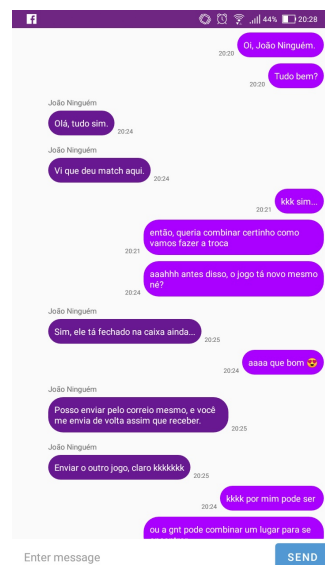 44% 20:28
Oi, João Ninguém.
20:20
Tudo bem?
20:20
João Ninguém
Olá, tudo sim.
20:24
João Ninguém
Vi que deu match aqui.
20:24
kkk sim...
20:21
então, queria combinar certinho como
vamos fazer a troca
20:21
aaahhh antes disso, o jogo tá novo mesmo
né?
20:24
João Ninguém
Sim, ele tá fechado na caixa ainda...
20:25
aaaa que bom 😍
20:24
João Ninguém
Posso enviar pelo correio mesmo, e você
me envia de volta assim que receber.
20:25
João Ninguém
Enviar o outro jogo, claro kkkkkkk
20:25
kkkk por mim pode ser
20:24
ou a gnt pode combinar um lugar para se
Enter message
SEND